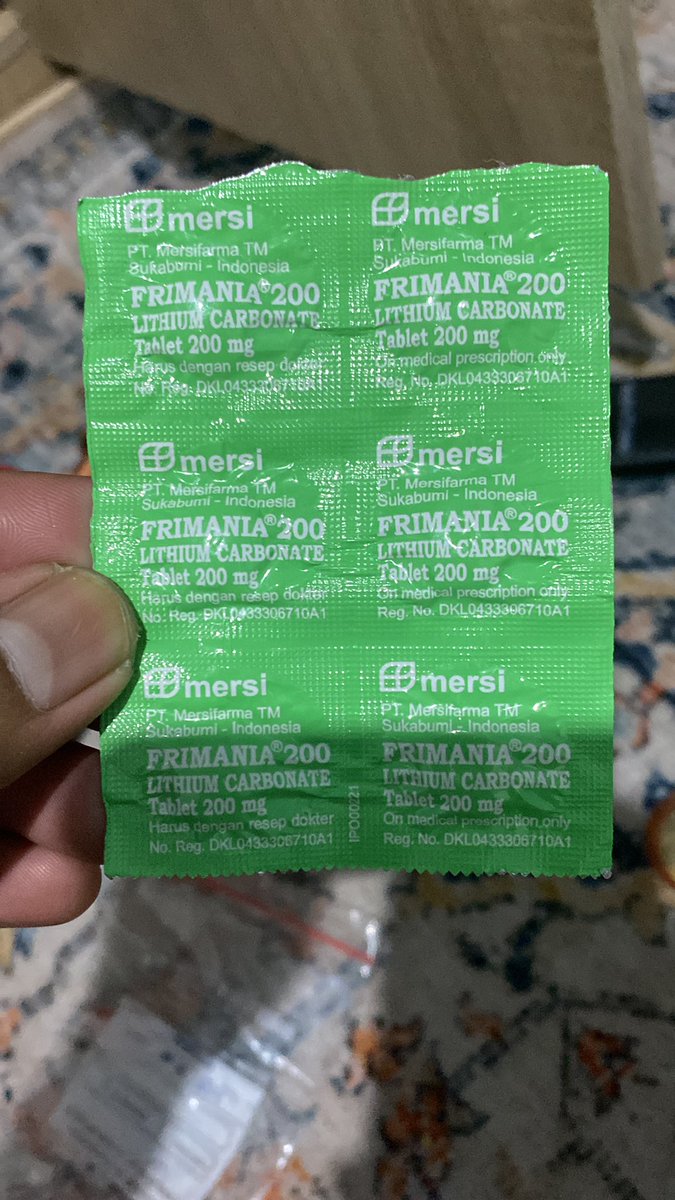 mersi
PT. Mersifarma TM
Sukabumi - Indonesia
FRIMANIA®200
LITHIUM CARBONATE
Tablet 200 mg
Harus dengan resep dokter
No. Reg. DKL0433306710A1
mersi
PT. Mersifarma TM
Sukabumi - Indonesia
FRIMANIA®200
LITHIUM CARBONATE
Tablet 200 mg
On medical prescription only
Reg. No. DKL0433306710A1
mersi
PT. Mersifarma TM
Sukabumi - Indonesia
FRIMANIA®200
LITHIUM CARBONATE
Tablet 200 mg
Harus dengan resep dokter
No. Reg. DKL0433306710A1
mersi
PT. Mersifarma TM
Sukabumi - Indonesia
FRIMANIA®200
LITHIUM CARBONATE
Tablet 200 mg
On medical prescription only
Reg. No. DKL0433306710A1
mersi
PT. Mersifarma TM
Sukabumi - Indonesia
FRIMANIA®200
LITHIUM CARBONATE
Tablet 200 mg
Harus dengan resep dokter
No. Reg. DKL0433306710A1
IPO00221
mersi
PT. Mersifarma TM
Sukabumi - Indonesia
FRIMANIA®200
LITHIUM CARBONATE
Tablet 200 mg
On medical prescription only
Reg. No. DKL0433306710A1